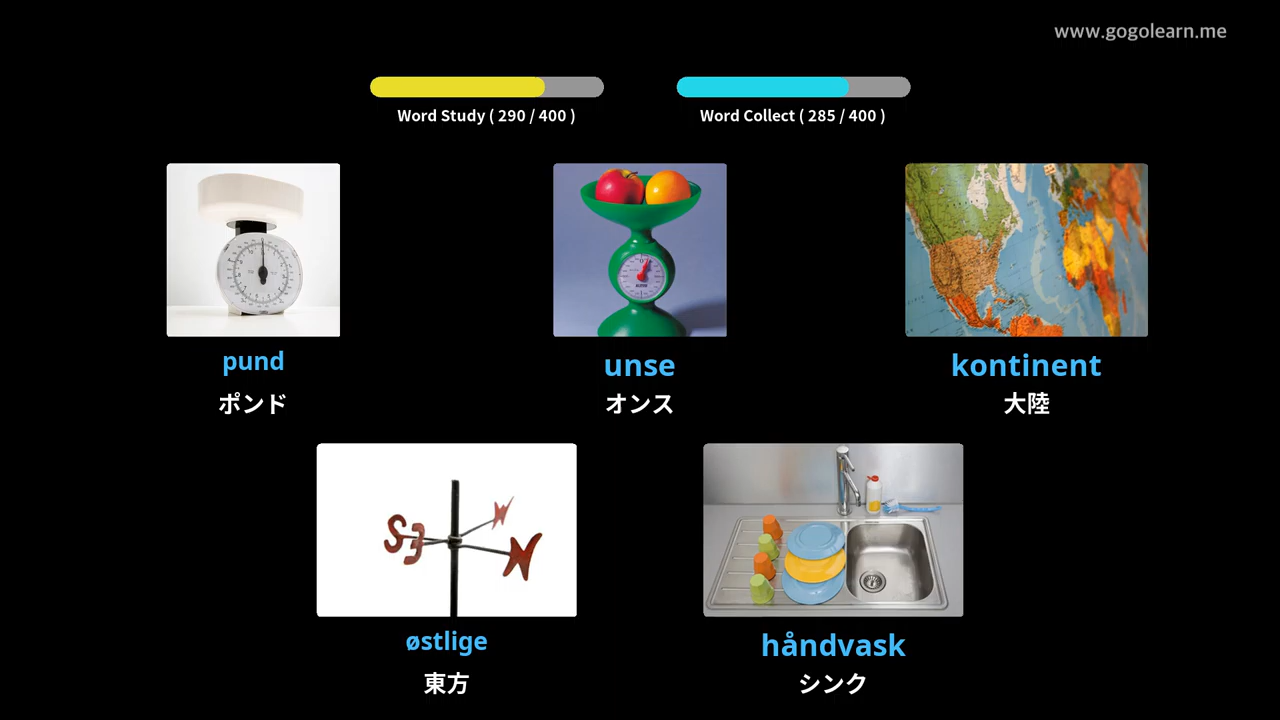 www.gogolearn.me
Word Study ( 290 / 400 )
Word Collect ( 285 / 400 )
pund
ポンド
unse
オンス
kontinent
大陸
østlige
東方
håndvask
シンク